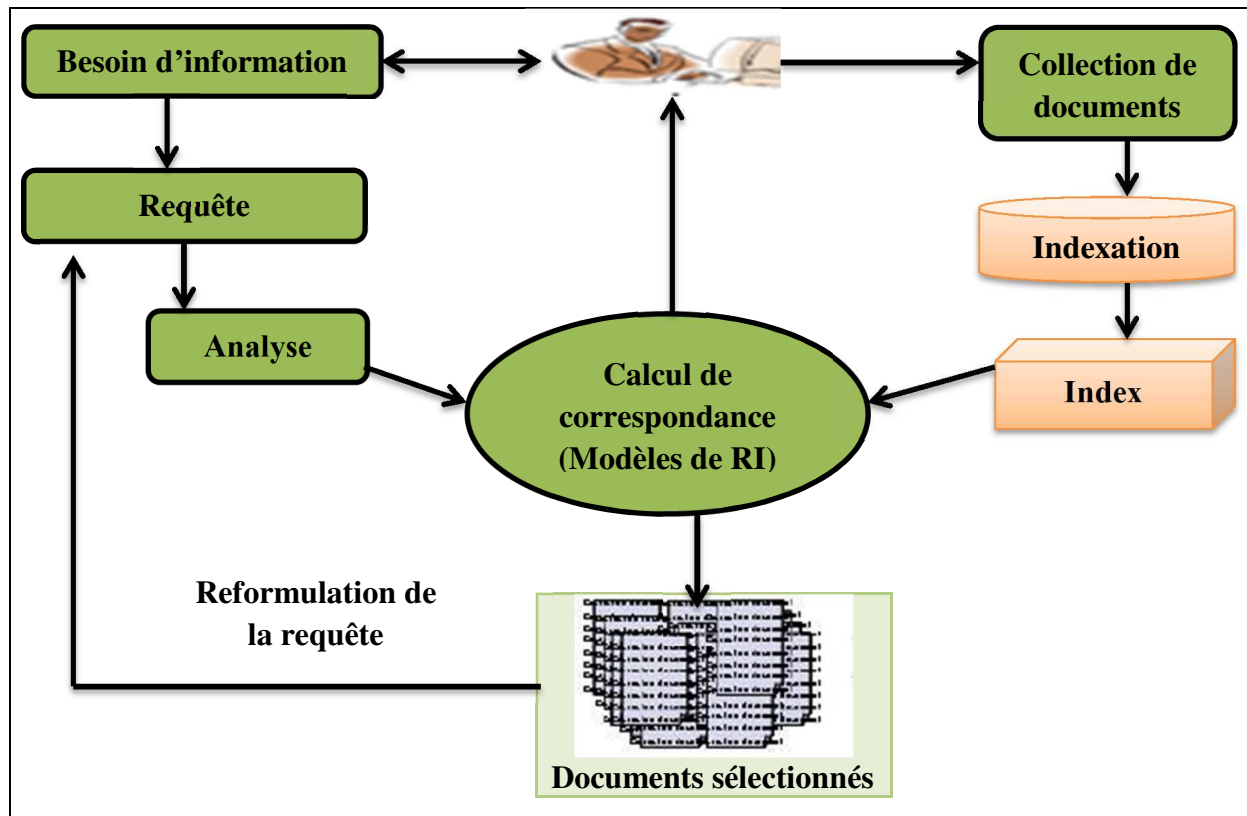 Besoin d’information
Collection de
documents
Requête
Indexation
Analyse
Calcul de
correspondance
(Modèles de RI)
Index
Reformulation de
la requête
Documents sélectionnés